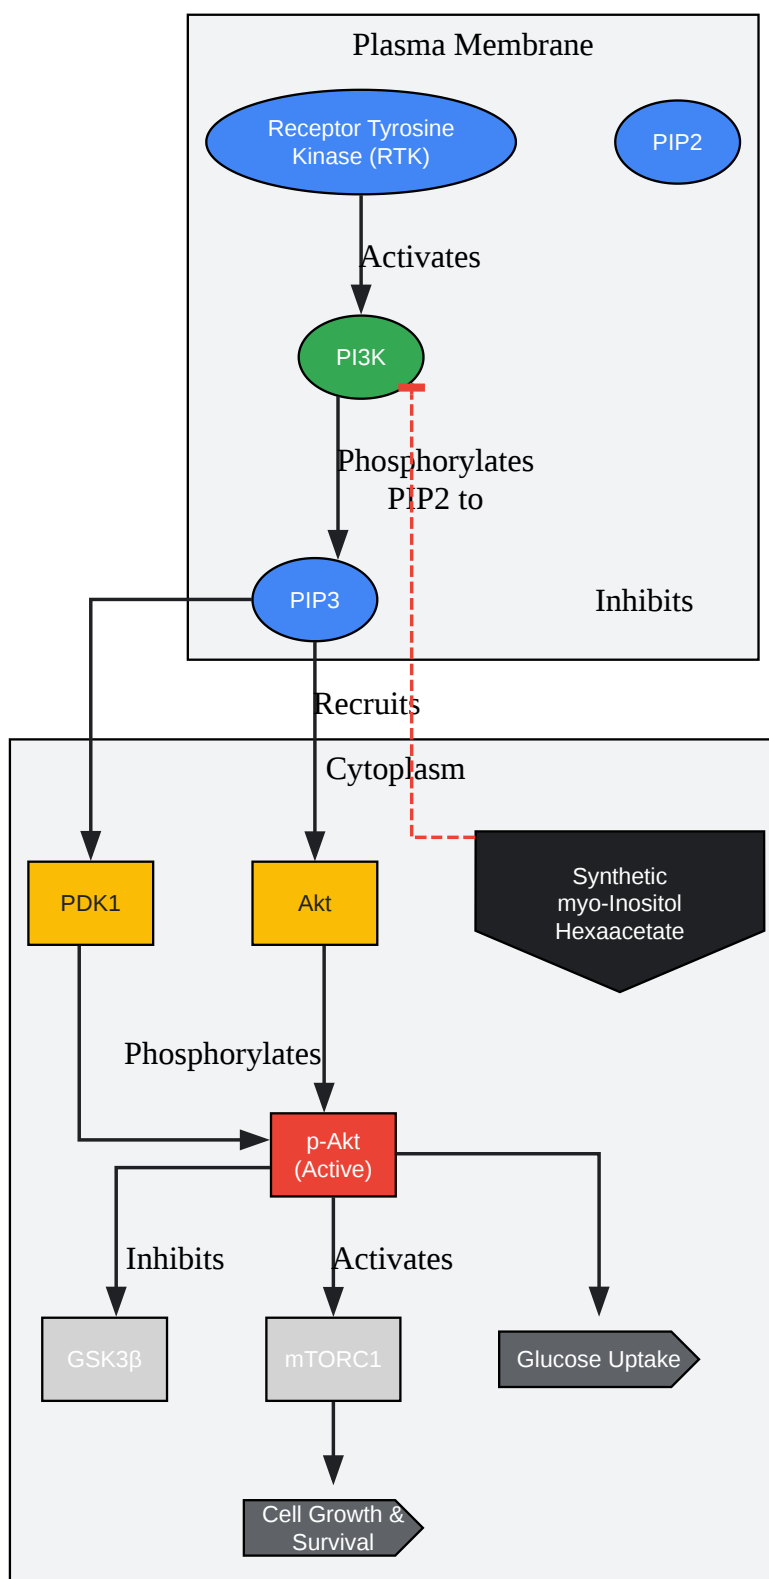 Plasma Membrane
Receptor Tyrosine
Kinase (RTK)
PIP2
Activates
PI3K
Phosphorylates
PIP2 to
PIP3
Inhibits
Recruits
Cytoplasm
PDK1
Akt
Synthetic
myo-Inositol
Hexaacetate
Phosphorylates
p-Akt
(Active)
Inhibits
Activates
GSK3β
mTORC1
Glucose Uptake
Cell Growth &
Survival